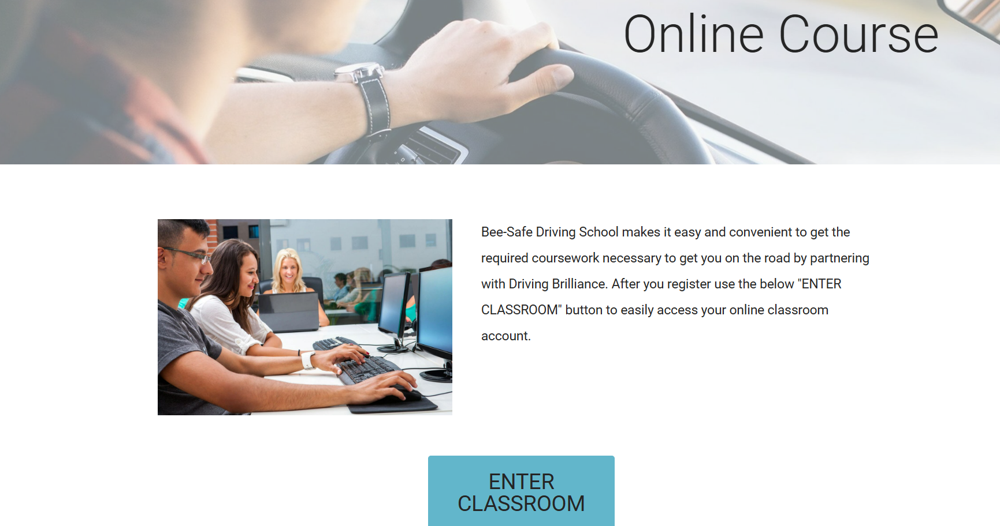 Online Course
Bee-Safe Driving School makes it easy and convenient to get the
required coursework necessary to get you on the road by partnering
with Driving Brilliance. After you register use the below "ENTER
CLASSROOM" button to easily access your online classroom
account.
ENTER
CLASSROOM